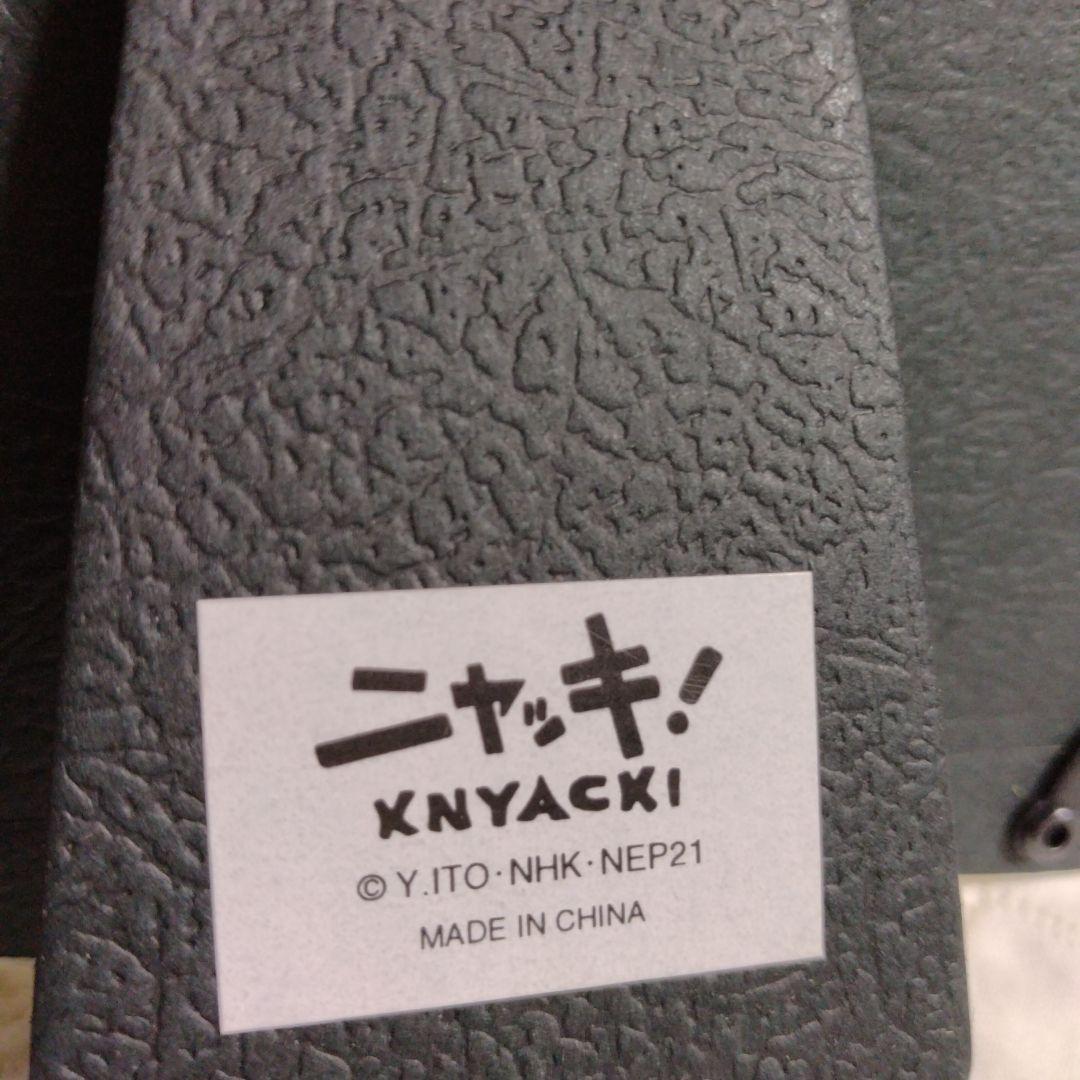 ニャッキ!
KNYACKI
© Y.ITO・NHK・NEP21
MADE IN CHINA